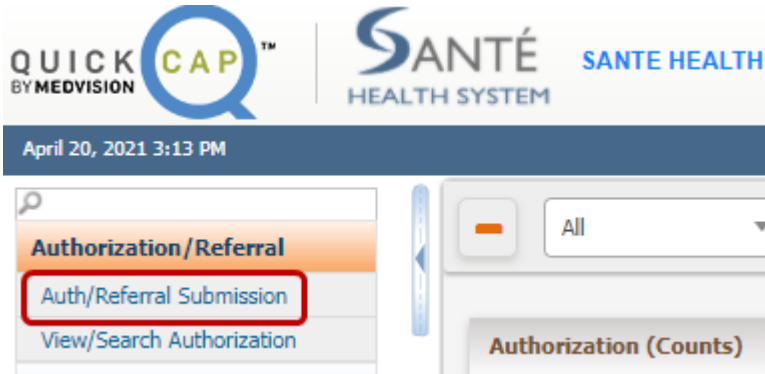 QUICK CAP™
BY MEDVISION
SANTÉ
HEALTH SYSTEM
SANTE HEALTH
April 20, 2021 3:13 PM
Authorization/Referral
Auth/Referral Submission
View/Search Authorization
All
Authorization (Counts)